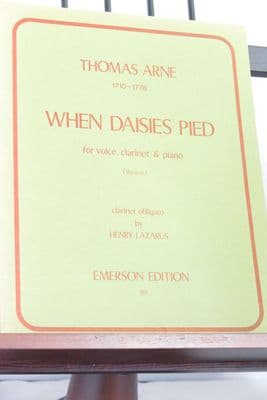 THOMAS ARNE
1710-1778
WHEN DAISIES PIED
for voice, clarinet & piano
clarinet obligato
by
HENRY LAZARUS
EMERSON EDITION